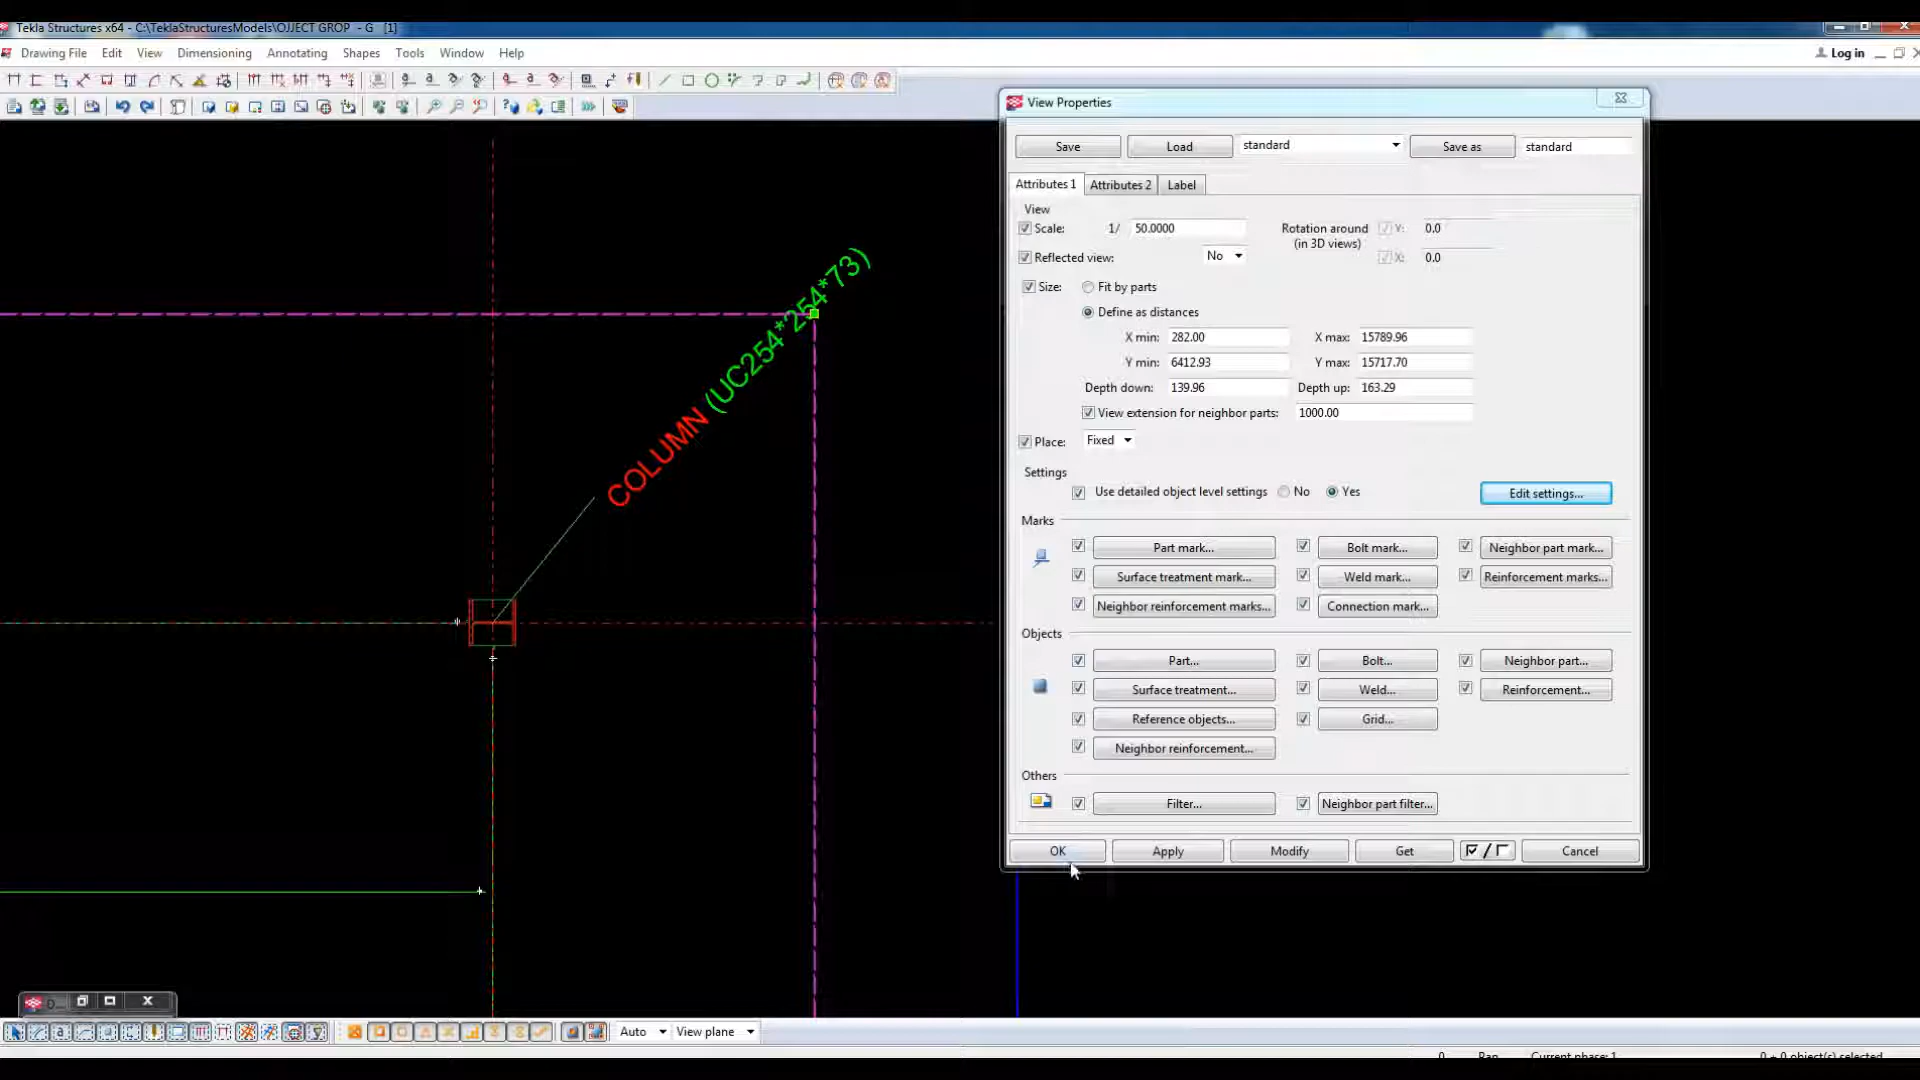 Tekla Structures x64 - C:\TeklaStructuresModels\OJJECT GROP - G [1]
Drawing File Edit View Dimensioning Annotating Shapes Tools Window Help
Log in
View Properties
Save Load standard Save as standard
Attributes 1 Attributes 2 Label
View
Scale: 1/ 50.0000 Rotation around Y: 0.0
(in 3D views)
Reflected view: No X: 0.0
Size: Fit by parts
Define as distances
X min: 282.00 X max: 15789.96
Y min: 6412.93 Y max: 15717.70
Depth down: 139.96 Depth up: 163.29
View extension for neighbor parts: 1000.00
Place: Fixed
Settings
Use detailed object level settings No Yes Edit settings...
Marks
Part mark... Bolt mark... Neighbor part mark...
Surface treatment mark... Weld mark... Reinforcement marks...
Neighbor reinforcement marks... Connection mark...
Objects
Part... Bolt... Neighbor part...
Surface treatment... Weld... Reinforcement...
Reference objects... Grid...
Neighbor reinforcement...
Others
Filter... Neighbor part filter...
OK Apply Modify Get Cancel
COLUMN (UC254*254*73)
D...
Auto View plane
0 Pan Current phase: 1 0 + 0 object(s) selected